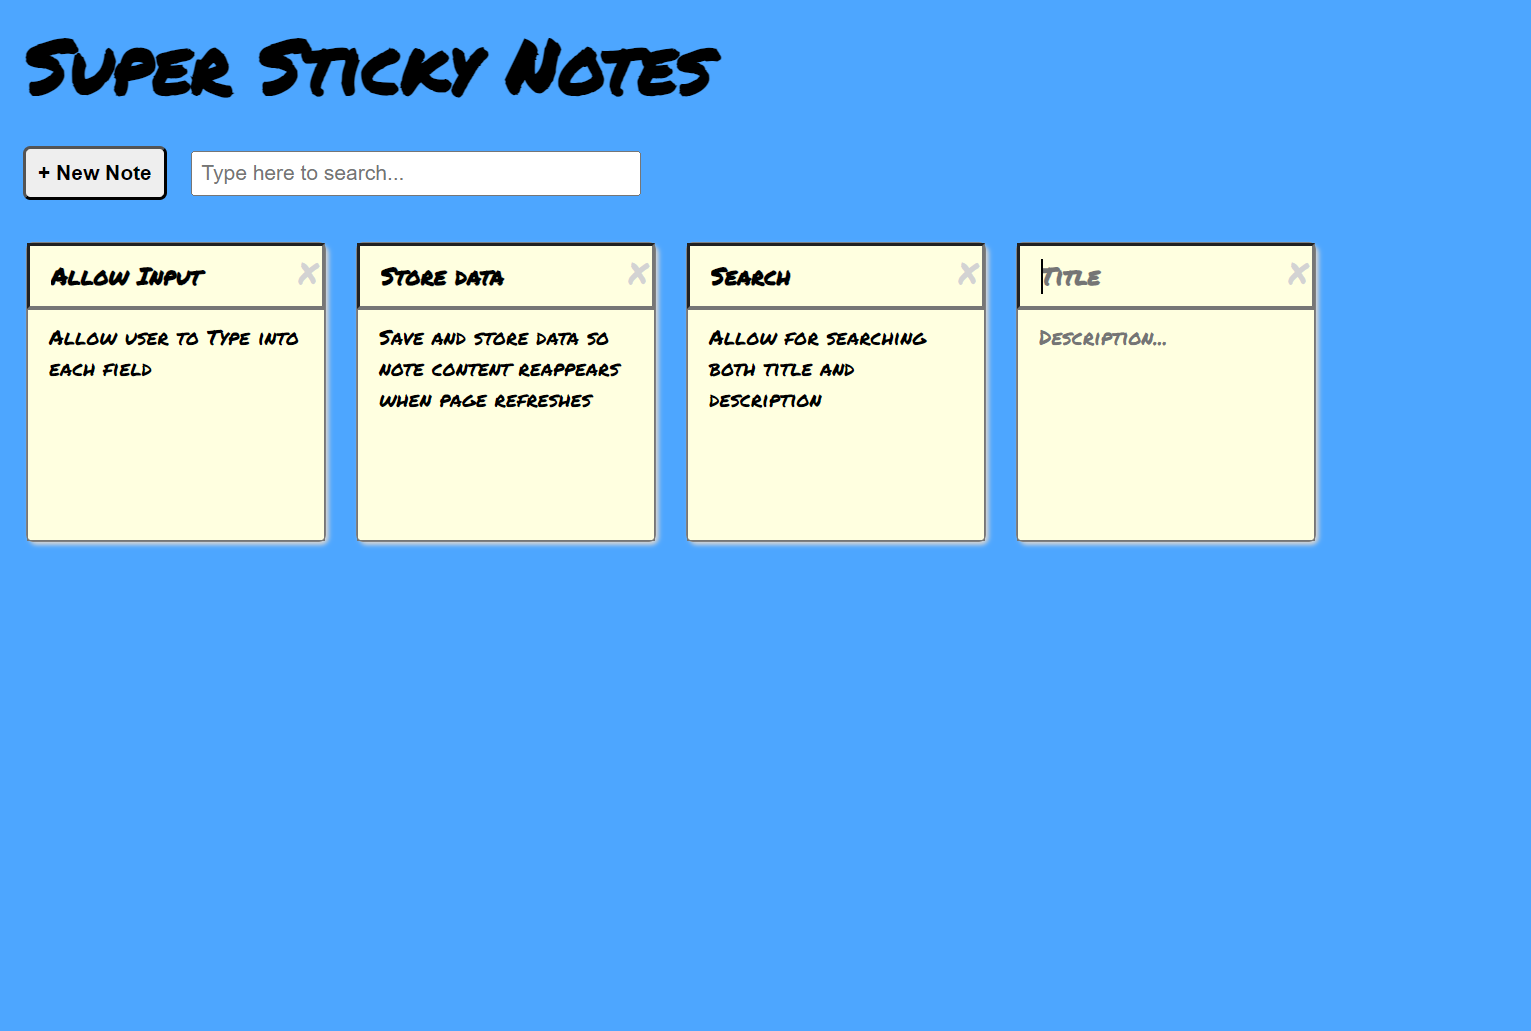 Super Sticky Notes
+ New Note
Type here to search...
Allow Input
✘
Allow user to Type into
each field
Store data
✘
Save and store data so
note content reappears
when page refreshes
Search
✘
Allow for searching
both title and
description
Title
✘
Description...